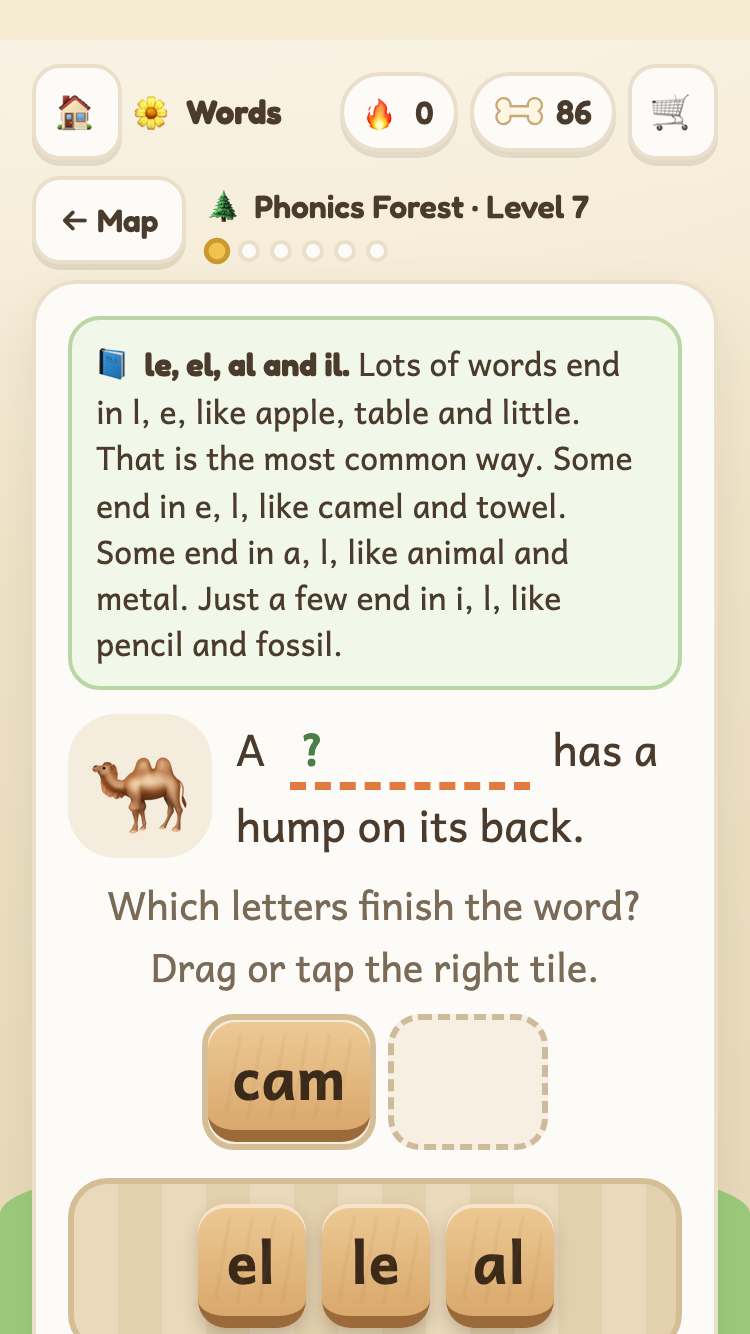 Words
0
86
← Map
Phonics Forest · Level 7
le, el, al and il. Lots of words end
in l, e, like apple, table and little.
That is the most common way. Some
end in e, l, like camel and towel.
Some end in a, l, like animal and
metal. Just a few end in i, l, like
pencil and fossil.
A ? has a
hump on its back.
Which letters finish the word?
Drag or tap the right tile.
cam
el le al